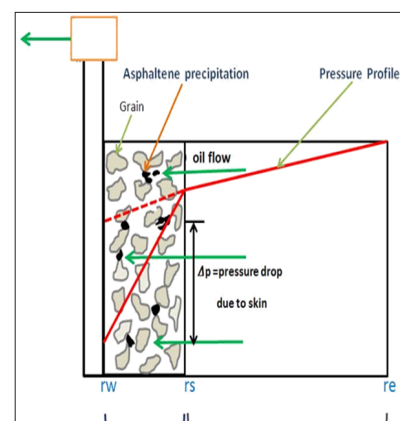 Asphaltene precipitation
Pressure Profile
Grain
oil flow
Δp =pressure drop
due to skin
rw
rs
re